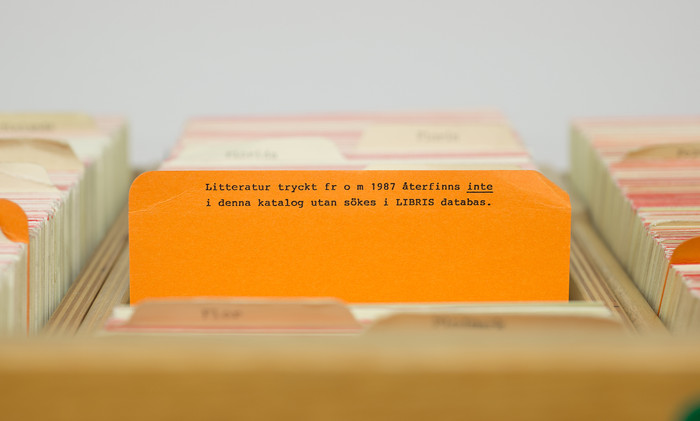 Litteratur tryckt fr o m 1987 återfinns inte
i denna katalog utan sökes i LIBRIS databas.